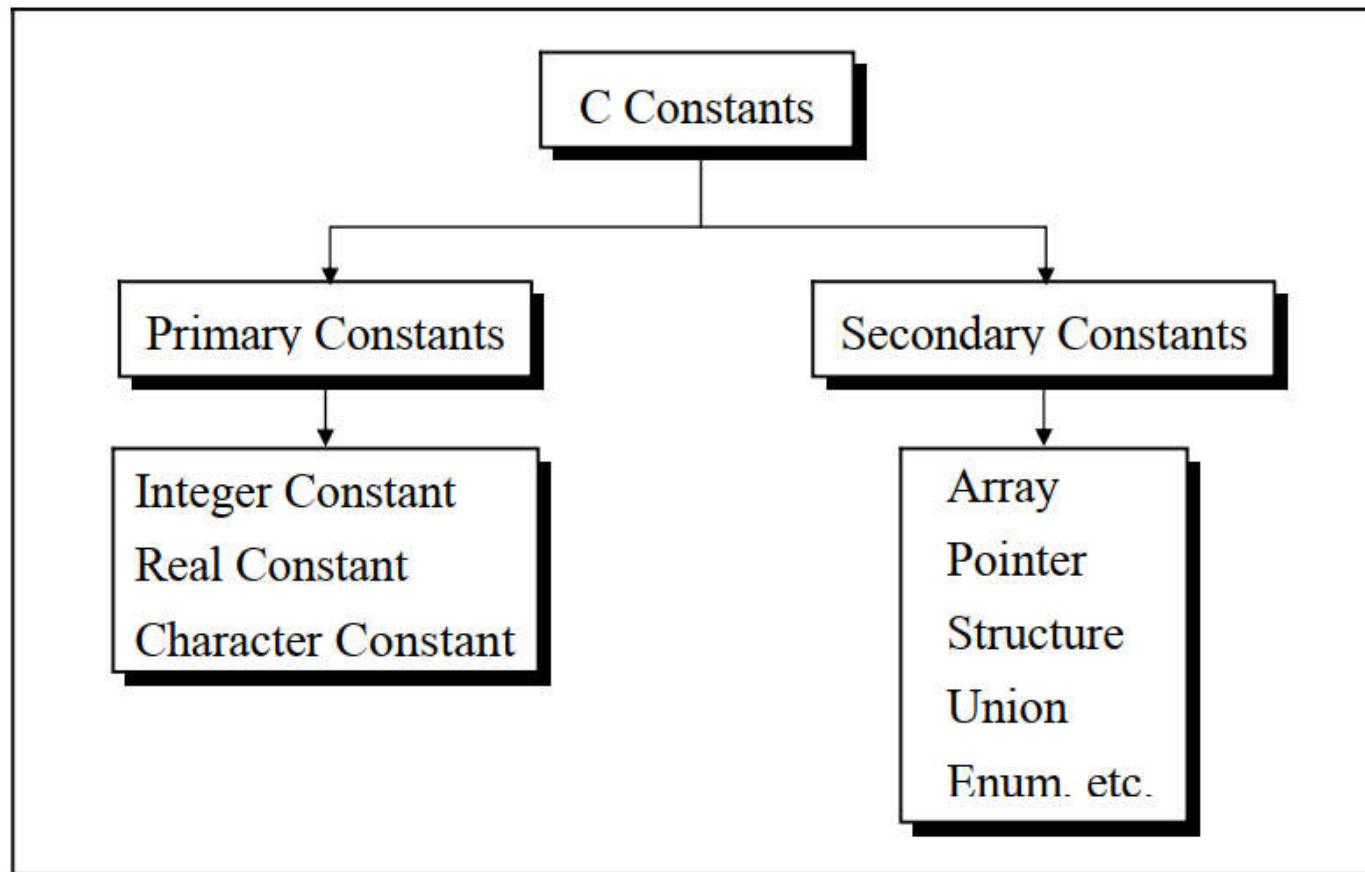 C Constants
Primary Constants
Secondary Constants
Integer Constant
Real Constant
Character Constant
Array
Pointer
Structure
Union
Enum. etc.